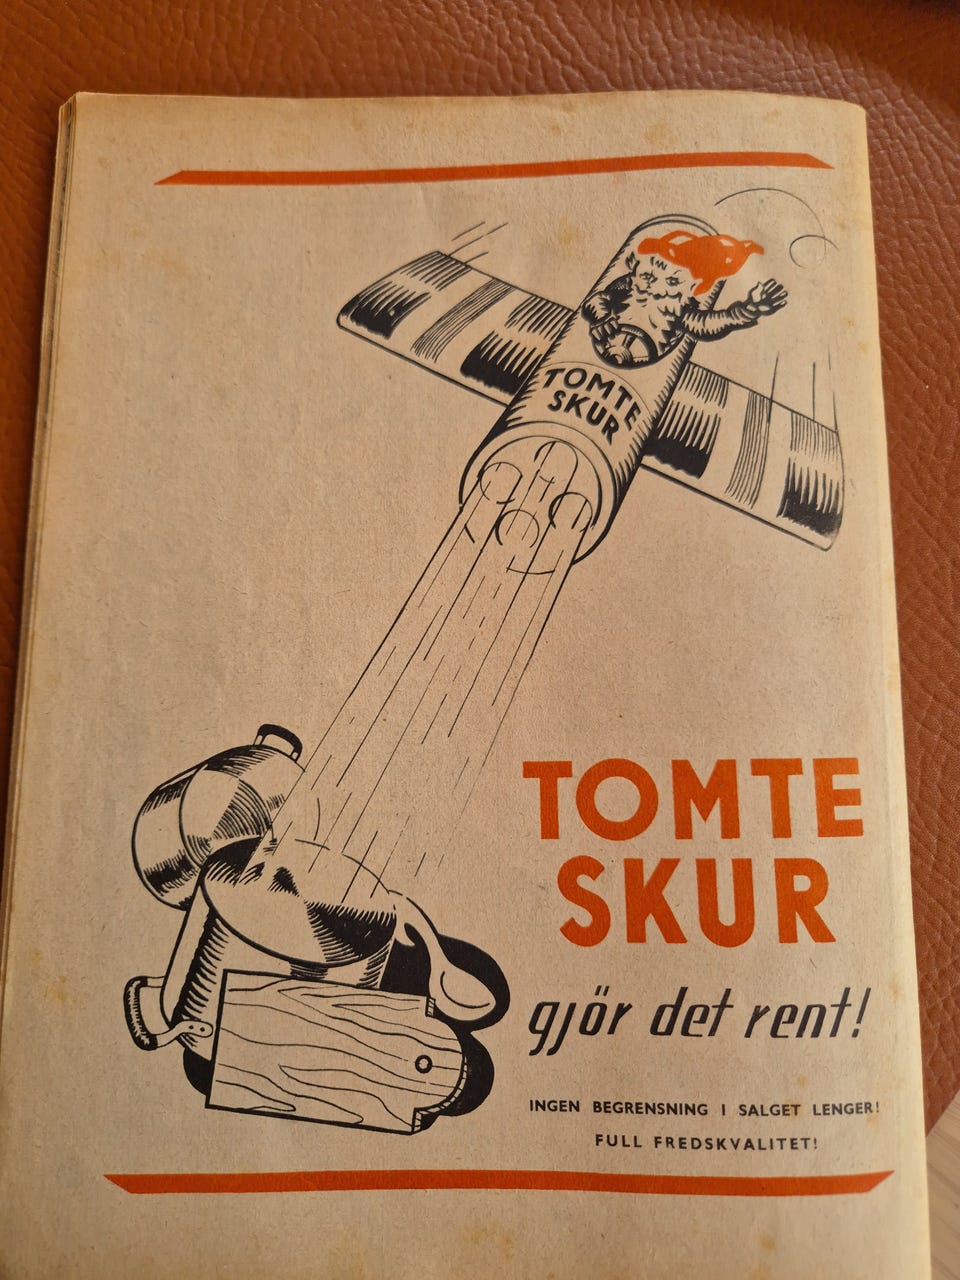 TOMTE
SKUR
TOMTE
SKUR
gjör det rent!
INGEN BEGRENSNING I SALGET LENGER!
FULL FREDSKVALITET!